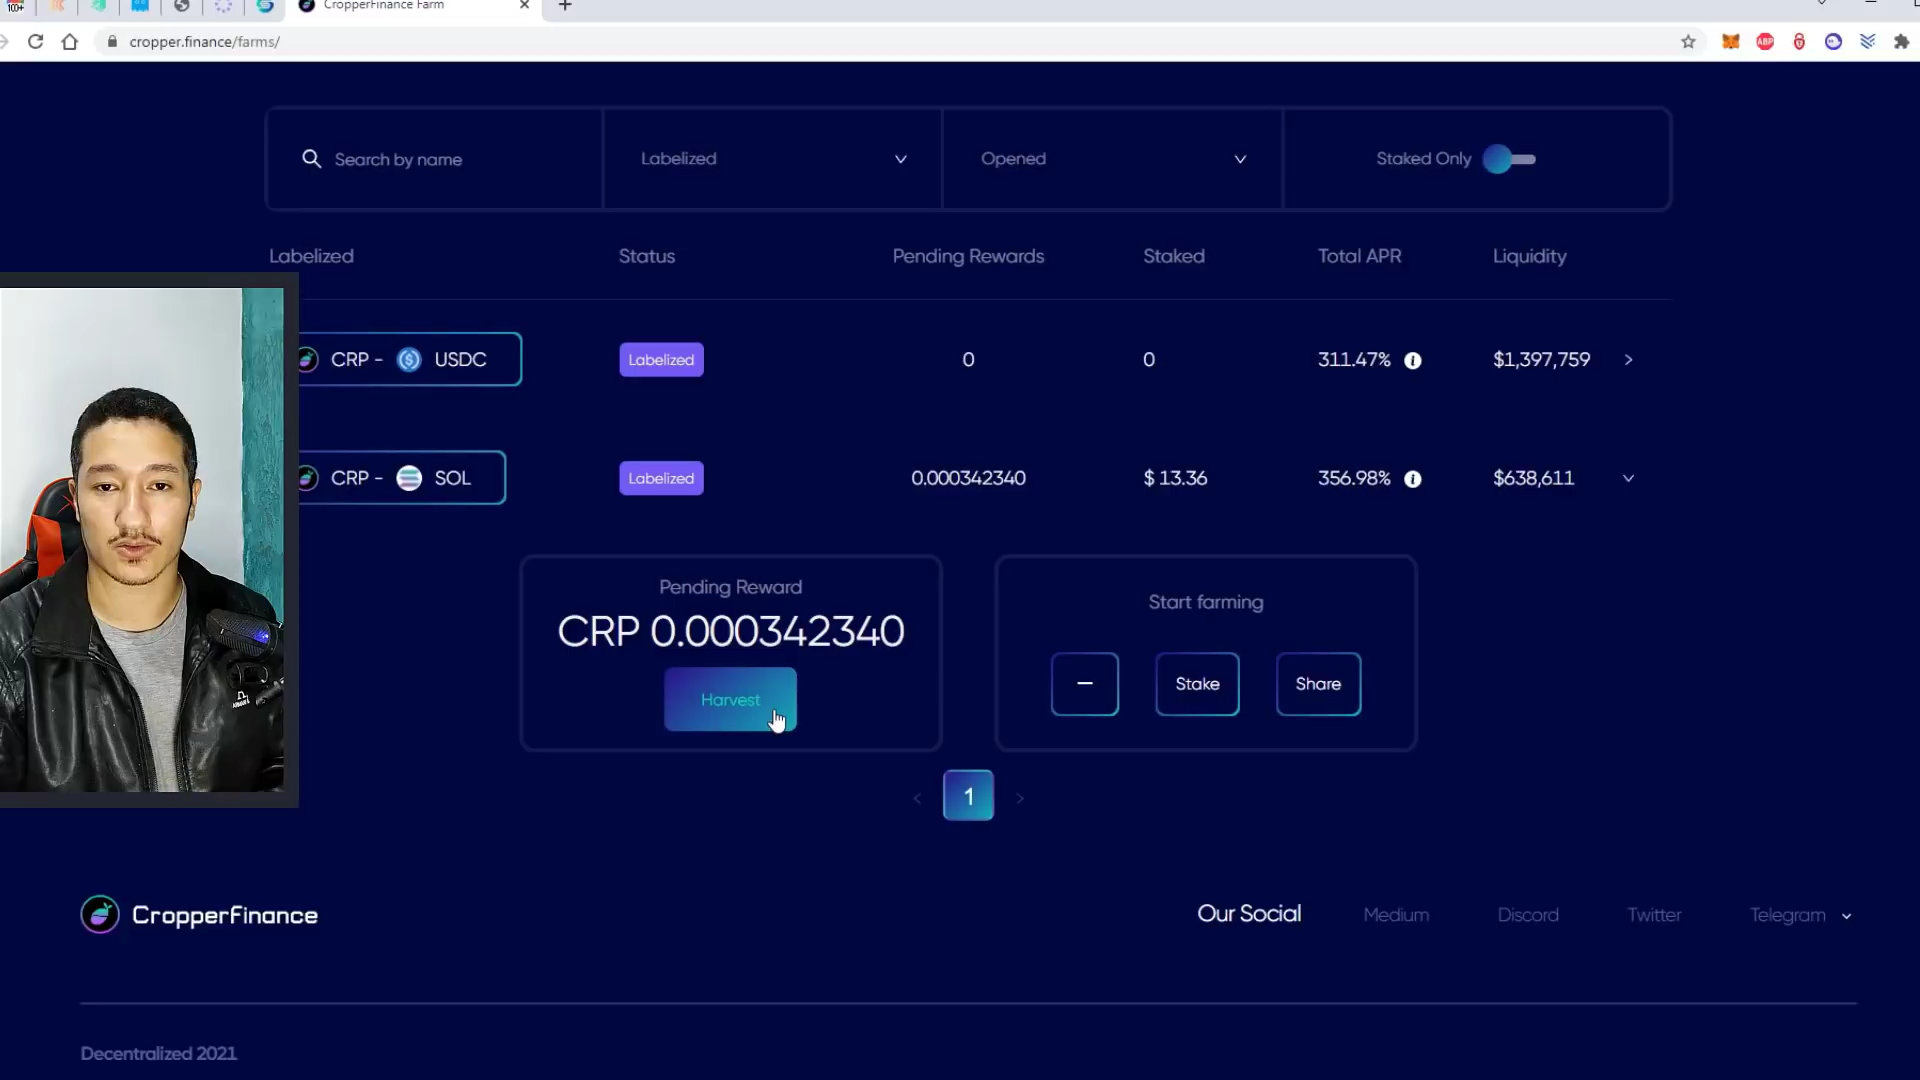 100+
CropperFinance Farm
cropper.finance/farms/
ABP
Search by name
Labelized
Opened
Staked Only
Labelized
Status
Pending Rewards
Staked
Total APR
Liquidity
CRP - USDC
Labelized
0
0
311.47%
$1,397,759
CRP - SOL
Labelized
0.000342340
$ 13.36
356.98%
$638,611
Pending Reward
CRP 0.000342340
Harvest
Start farming
−
Stake
Share
1
CropperFinance
Our Social
Medium
Discord
Twitter
Telegram
Decentralized 2021